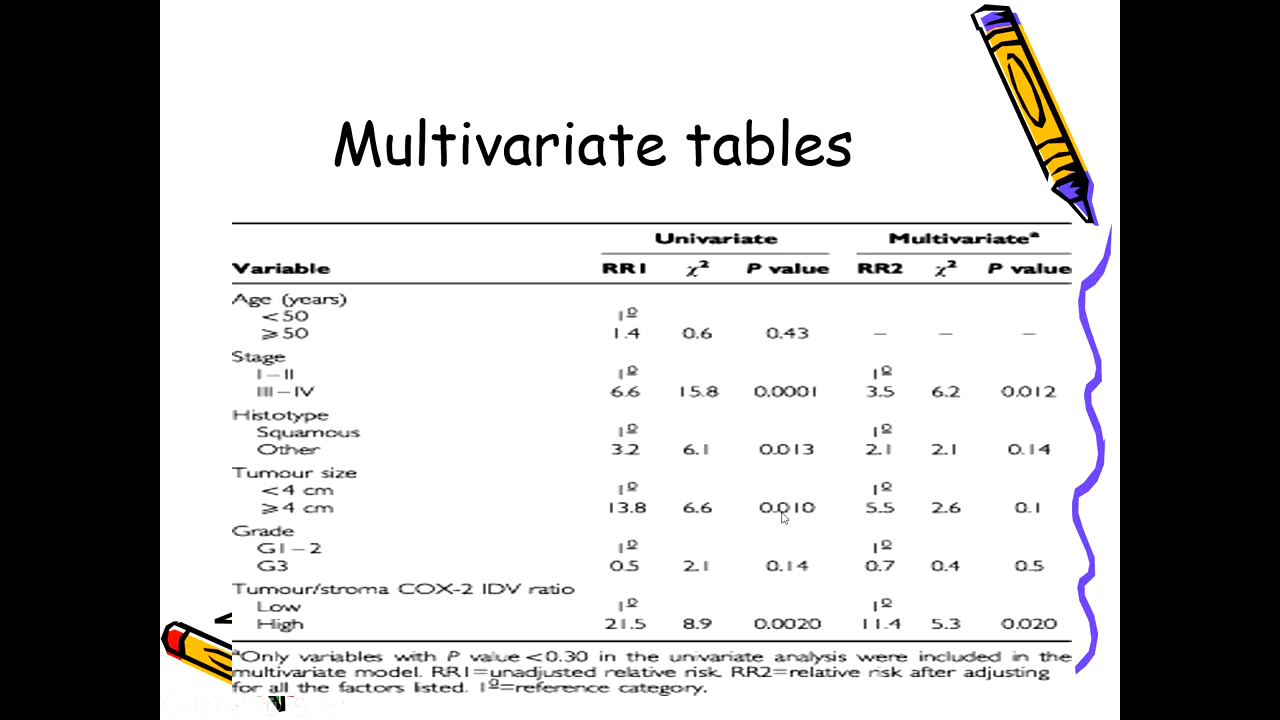 Multivariate tables
Univariate Multivariateᵃ
Variable RR1 χ² P value RR2 χ² P value
Age (years)
<50 1º
⩾50 1.4 0.6 0.43 – – –
Stage
I–II 1º 1º
III–IV 6.6 15.8 0.0001 3.5 6.2 0.012
Histotype
Squamous 1º 1º
Other 3.2 6.1 0.013 2.1 2.1 0.14
Tumour size
<4 cm 1º 1º
⩾4 cm 13.8 6.6 0.010 5.5 2.6 0.1
Grade
G1–2 1º 1º
G3 0.5 2.1 0.14 0.7 0.4 0.5
Tumour/stroma COX-2 IDV ratio
Low 1º 1º
High 21.5 8.9 0.0020 11.4 5.3 0.020
ᵃOnly variables with P value <0.30 in the univariate analysis were included in the
multivariate model. RR1=unadjusted relative risk. RR2=relative risk after adjusting
for all the factors listed. 1º=reference category.